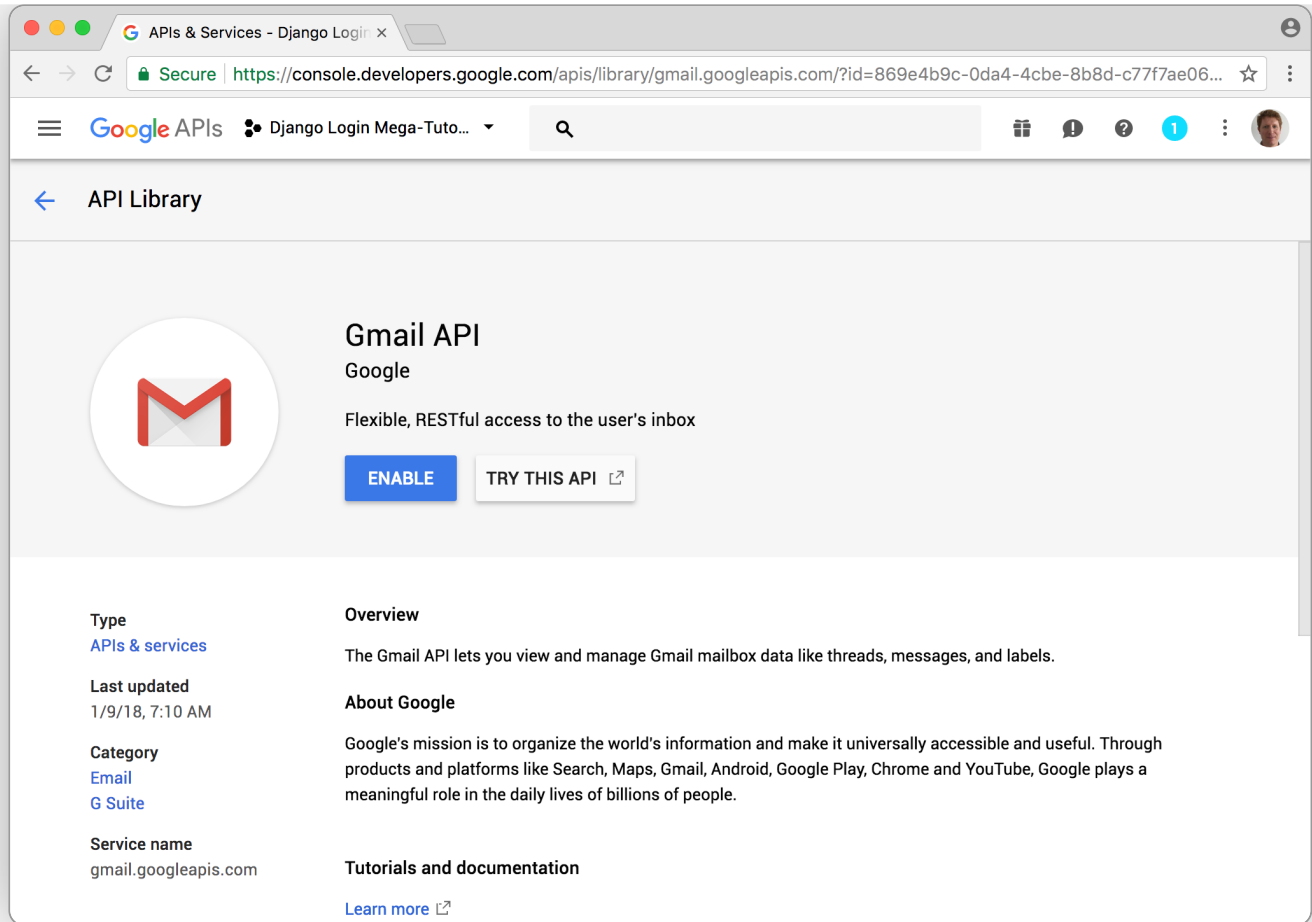 APIs & Services - Django Login
Secure https://console.developers.google.com/apis/library/gmail.googleapis.com/?id=869e4b9c-0da4-4cbe-8b8d-c77f7ae06...
Google APIs Django Login Mega-Tuto... 1
API Library
Gmail API
Google
Flexible, RESTful access to the user's inbox
ENABLE TRY THIS API
Type
APIs & services
Last updated
1/9/18, 7:10 AM
Category
Email
G Suite
Service name
gmail.googleapis.com
Overview
The Gmail API lets you view and manage Gmail mailbox data like threads, messages, and labels.
About Google
Google's mission is to organize the world's information and make it universally accessible and useful. Through
products and platforms like Search, Maps, Gmail, Android, Google Play, Chrome and YouTube, Google plays a
meaningful role in the daily lives of billions of people.
Tutorials and documentation
Learn more